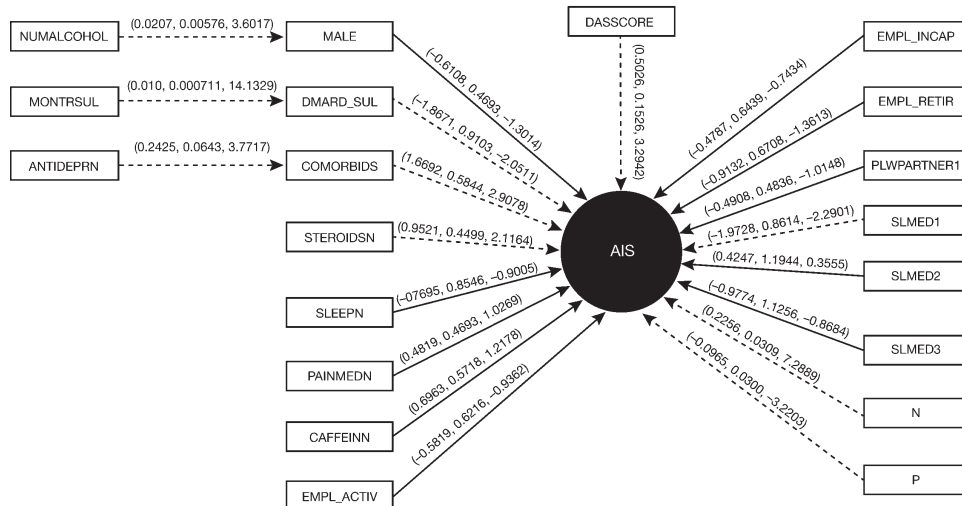 DASSCORE
NUMALCOHOL (0.0207, 0.00576, 3.6017) MALE
EMPL_INCAP
(–0.6108, 0.4693, –1.3014)
(0.5026, 0.1526, 3.2942)
(–0.4787, 0.6439, –0.7434)
MONTRSUL (0.010, 0.000711, 14.1329) DMARD_SUL
EMPL_RETIR
(–1.8671, 0.9103, –2.0511)
(–0.9132, 0.6708, –1.3613)
ANTIDEPRN (0.2425, 0.0643, 3.7717) COMORBIDS
PLWPARTNER1
(1.6692, 0.5844, 2.9078)
(–0.4908, 0.4836, –1.0148)
STEROIDSN
(0.9521, 0.4499, 2.1164)
AIS
(–1.9728, 0.8614, –2.2901)
SLMED1
(0.4247, 1.1944, 0.3555)
SLMED2
SLEEPN
(–07695, 0.8546, –0.9005)
(–0.9774, 1.1256, –0.8684)
SLMED3
PAINMEDN
(0.4819, 0.4693, 1.0269)
(0.2256, 0.0309, 7.2889)
N
CAFFEINN
(0.6963, 0.5718, 1.2178)
(–0.0965, 0.0300, –3.2203)
P
EMPL_ACTIV
(–0.5819, 0.6216, –0.9362)